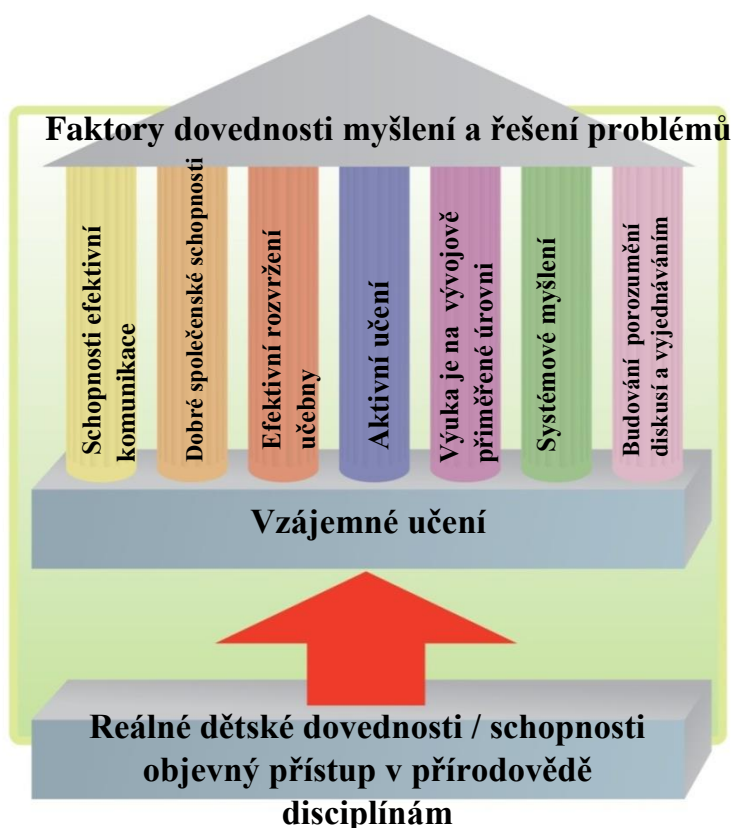 Faktory dovednosti myšlení a řešení problémů
Schopnosti efektivní
komunikace
Dobré společenské schopnosti
Efektivní rozvržení
učebny
Aktivní učení
Výuka je na vývojově
přiměřené úrovni
Systémové myšlení
Budování porozumění
diskusí a vyjednáváním
Vzájemné učení
Reálné dětské dovednosti / schopnosti
objevný přístup v přírodovědě
disciplínám